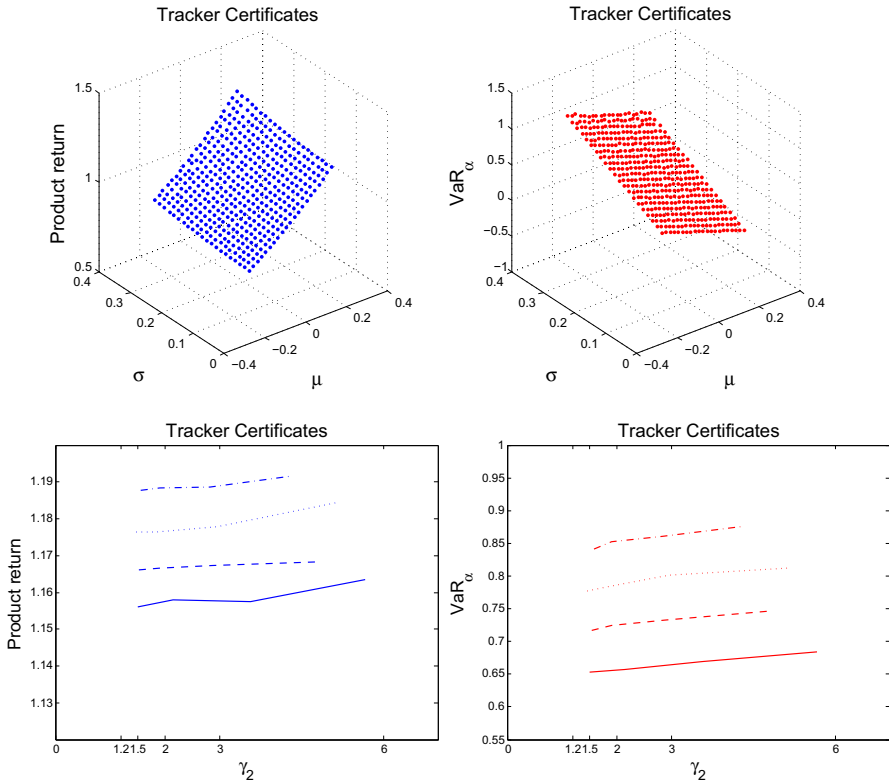 Tracker Certificates
1.5
1
0.5
Product return
0.4
0.3
0.2
0.1
0
σ
−0.4
−0.2
0
0.2
0.4
μ
Tracker Certificates
1.5
1
0.5
0
−0.5
−1
VaRα
0.4
0.3
0.2
0.1
0
σ
−0.4
−0.2
0
0.2
0.4
μ
Tracker Certificates
1.19
1.18
1.17
1.16
1.15
1.14
1.13
Product return
0 1.2 1.5 2 3 6
γ2
Tracker Certificates
1
0.95
0.9
0.85
0.8
0.75
0.7
0.65
0.6
0.55
VaRα
0 1.2 1.5 2 3 6
γ2